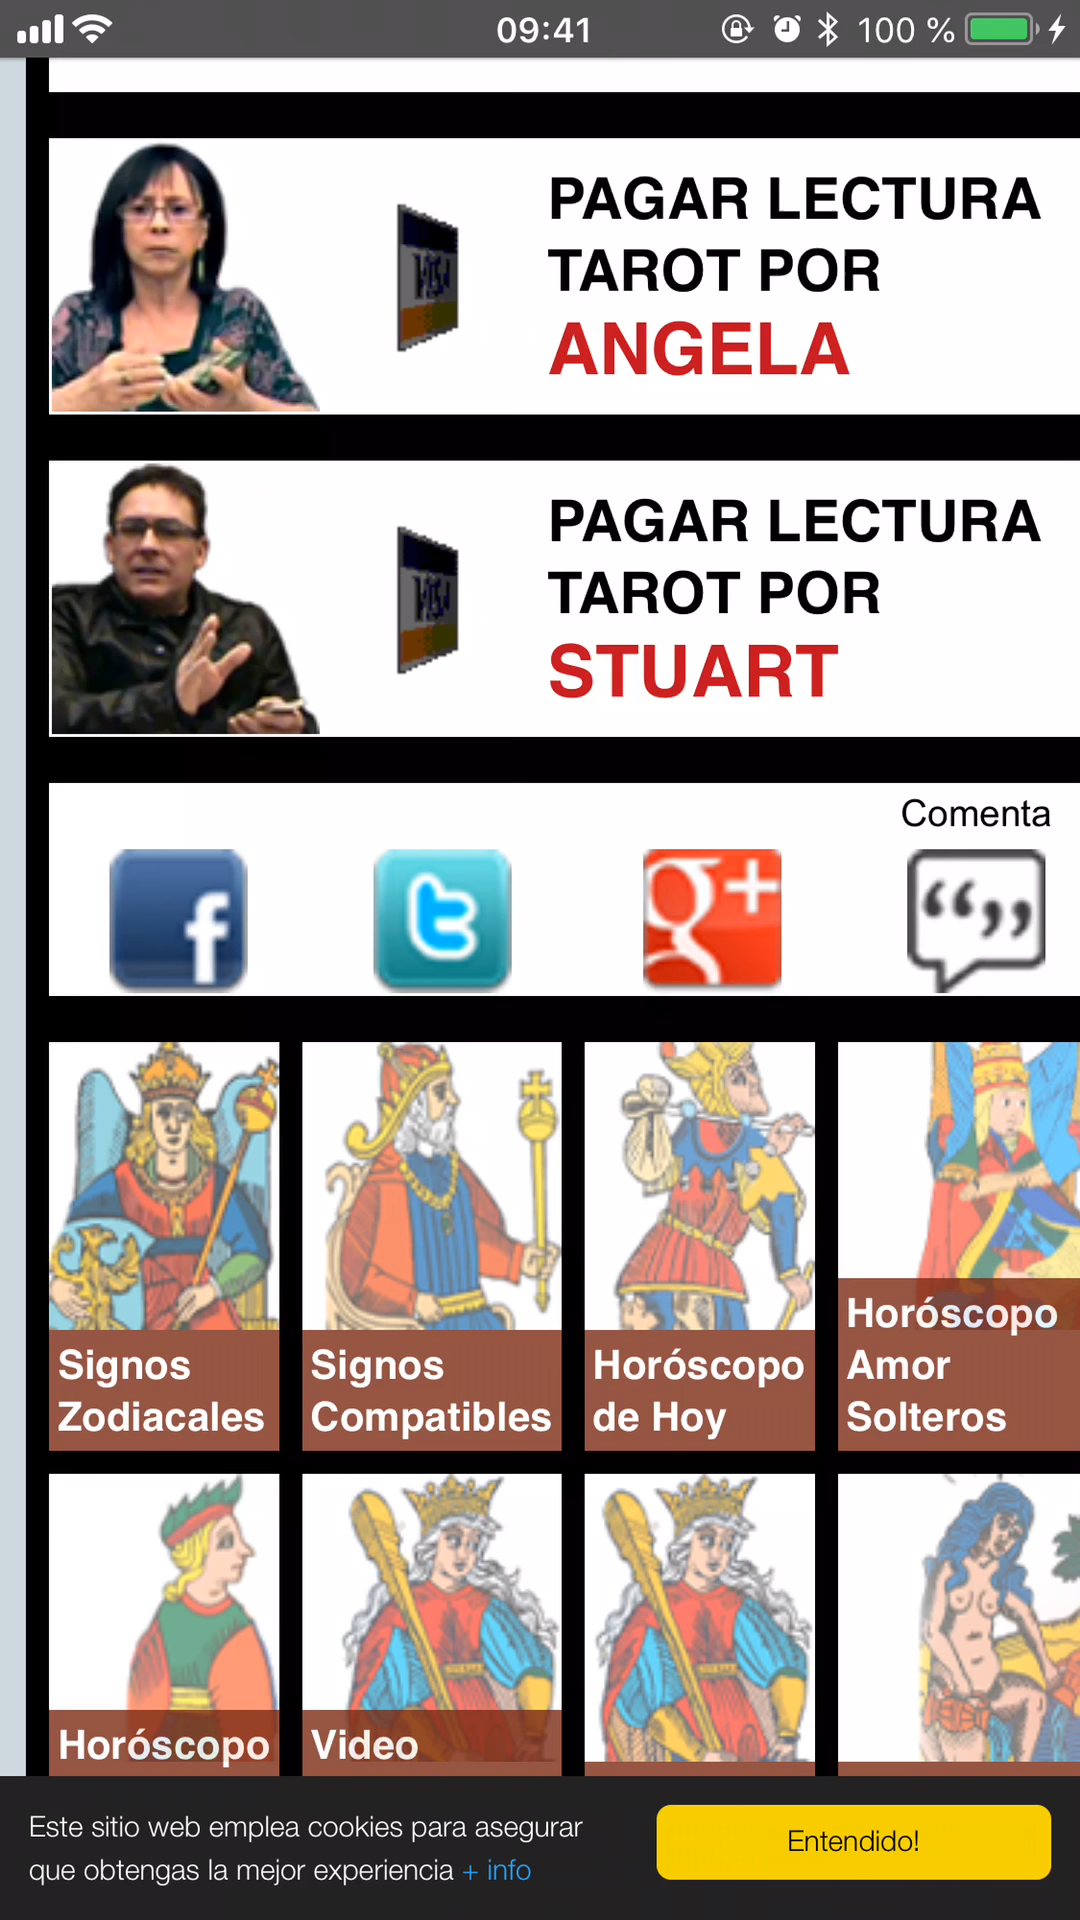 09:41
100 %
PAGAR LECTURA
TAROT POR
ANGELA
VISA
PAGAR LECTURA
TAROT POR
STUART
VISA
Comenta
f
t
g+
“”
Signos
Zodiacales
Signos
Compatibles
Horóscopo
de Hoy
Horóscopo
Amor
Solteros
Horóscopo
Video
Este sitio web emplea cookies para asegurar
que obtengas la mejor experiencia + info
Entendido!